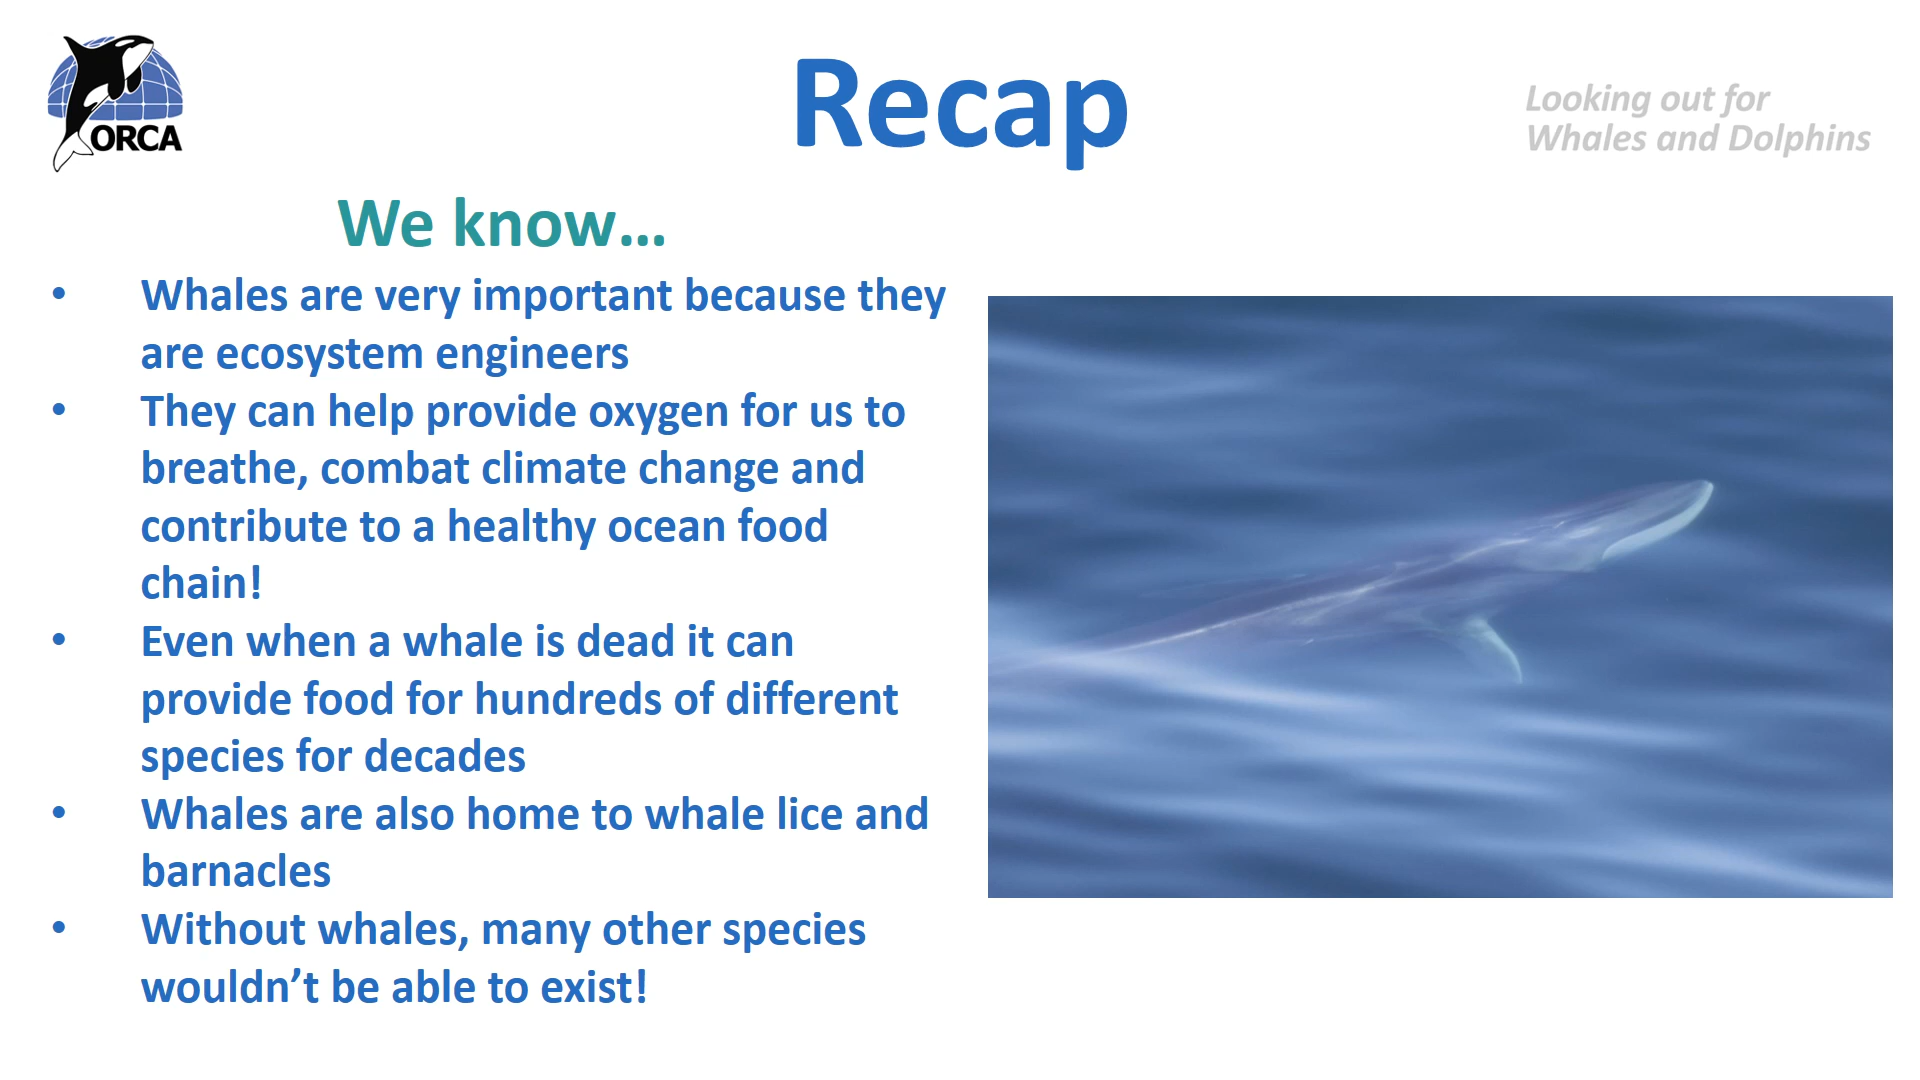 ORCA
Recap
Looking out for
Whales and Dolphins
We know...
• Whales are very important because they
are ecosystem engineers
• They can help provide oxygen for us to
breathe, combat climate change and
contribute to a healthy ocean food
chain!
• Even when a whale is dead it can
provide food for hundreds of different
species for decades
• Whales are also home to whale lice and
barnacles
• Without whales, many other species
wouldn’t be able to exist!